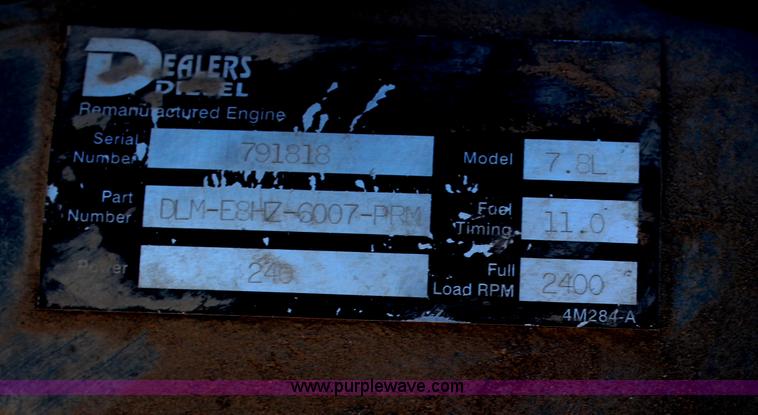 DEALERS
DIESEL
Remanufactured Engine
Serial Number 791818
Model 7.8L
Part Number DLM-E8HZ-6007-PRM
Fuel Timing 11.0
Power 240
Full Load RPM 2400
4M284-A
www.purplewave.com